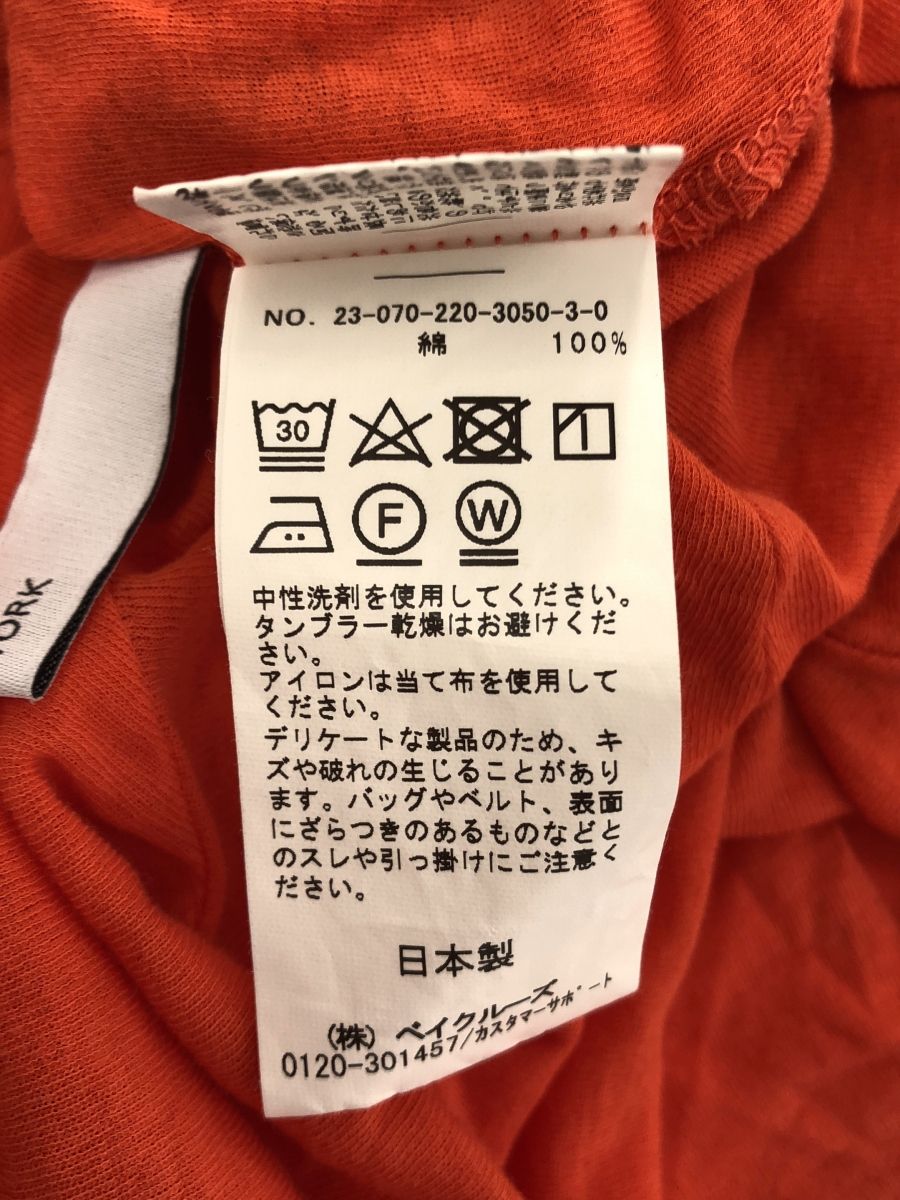 NO. 23-070-220-3050-3-0
綿 100%
30
F
W
中性洗剤を使用してください。
タンブラー乾燥はお避けくだ
さい。
アイロンは当て布を使用して
ください。
デリケートな製品のため、キ
ズや破れの生じることがあり
ます。バッグやベルト、表面
にざらつきのあるものなどと
のスレや引っ掛けにご注意く
ださい。
日本製
(株) ベイクルーズ
0120-301457/カスタマーサポート
ORK